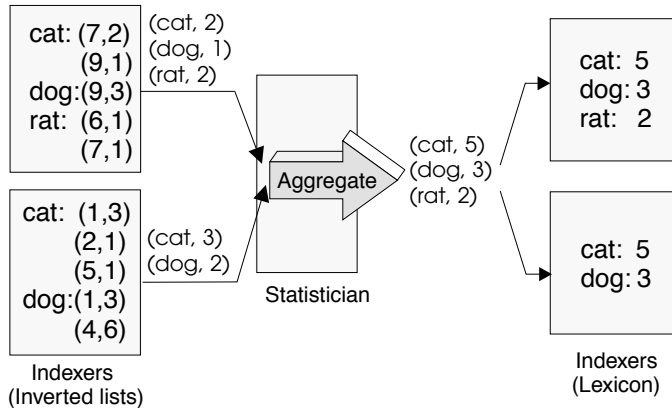 cat: (7,2)
(9,1)
dog:(9,3)
rat: (6,1)
(7,1)
(cat, 2)
(dog, 1)
(rat, 2)
cat: (1,3)
(2,1)
(5,1)
dog:(1,3)
(4,6)
(cat, 3)
(dog, 2)
Indexers
(Inverted lists)
Aggregate
Statistician
(cat, 5)
(dog, 3)
(rat, 2)
cat: 5
dog: 3
rat: 2
cat: 5
dog: 3
Indexers
(Lexicon)